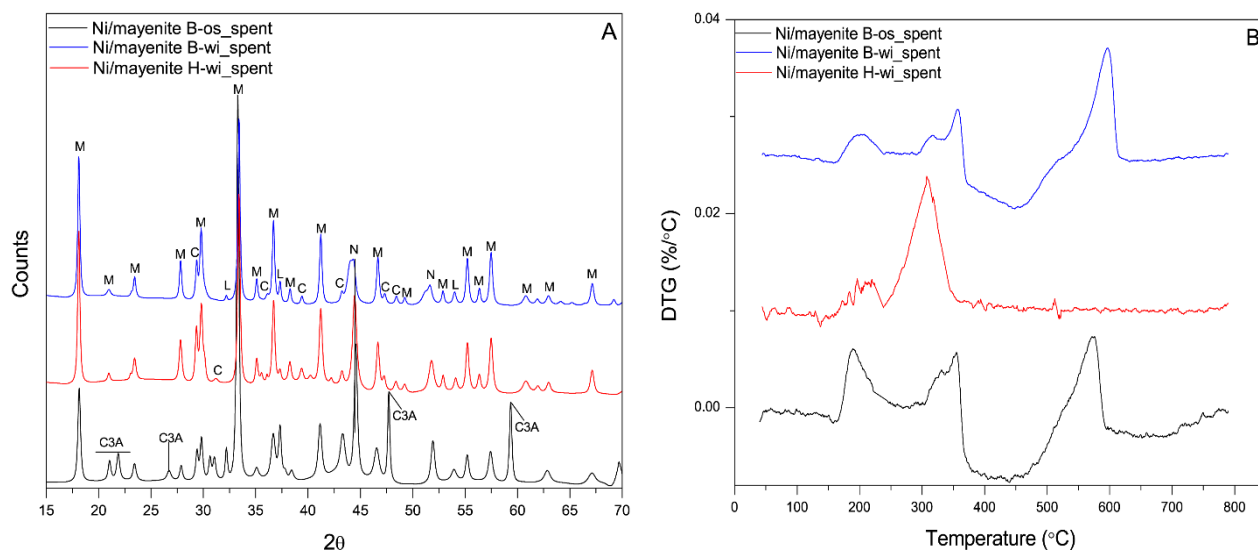 Ni/mayenite B-os_spent
Ni/mayenite B-wi_spent
Ni/mayenite H-wi_spent
A
Counts
M
M
M
M
C
M
L
M
M
C
M
L
M
C
M
C
N
M
C
C
M
N
M
L
M
M
M
M
M
M
C
C3A
C3A
C3A
C3A
15 20 25 30 35 40 45 50 55 60 65 70
2θ
B
Ni/mayenite B-os_spent
Ni/mayenite B-wi_spent
Ni/mayenite H-wi_spent
DTG (%/°C)
0.04
0.02
0.00
0 100 200 300 400 500 600 700 800
Temperature (°C)